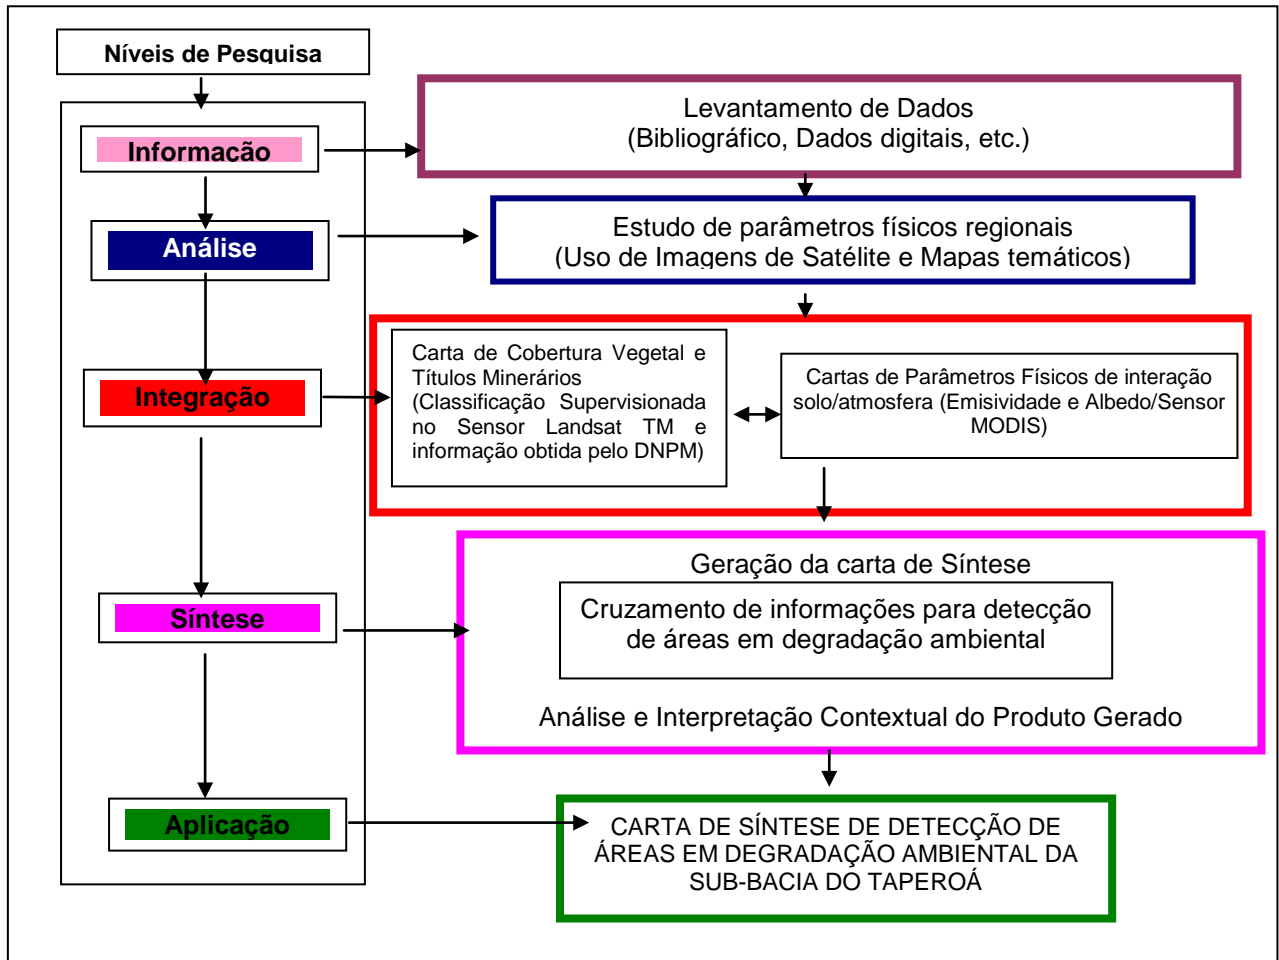 Níveis de Pesquisa
Informação
Levantamento de Dados
(Bibliográfico, Dados digitais, etc.)
Análise
Estudo de parâmetros físicos regionais
(Uso de Imagens de Satélite e Mapas temáticos)
Integração
Carta de Cobertura Vegetal e
Títulos Minerários
(Classificação Supervisionada
no Sensor Landsat TM e
informação obtida pelo DNPM)
Cartas de Parâmetros Físicos de interação
solo/atmosfera (Emisividade e Albedo/Sensor
MODIS)
Síntese
Geração da carta de Síntese
Cruzamento de informações para detecção
de áreas em degradação ambiental
Análise e Interpretação Contextual do Produto Gerado
Aplicação
CARTA DE SÍNTESE DE DETECÇÃO DE
ÁREAS EM DEGRADAÇÃO AMBIENTAL DA
SUB-BACIA DO TAPEROÁ